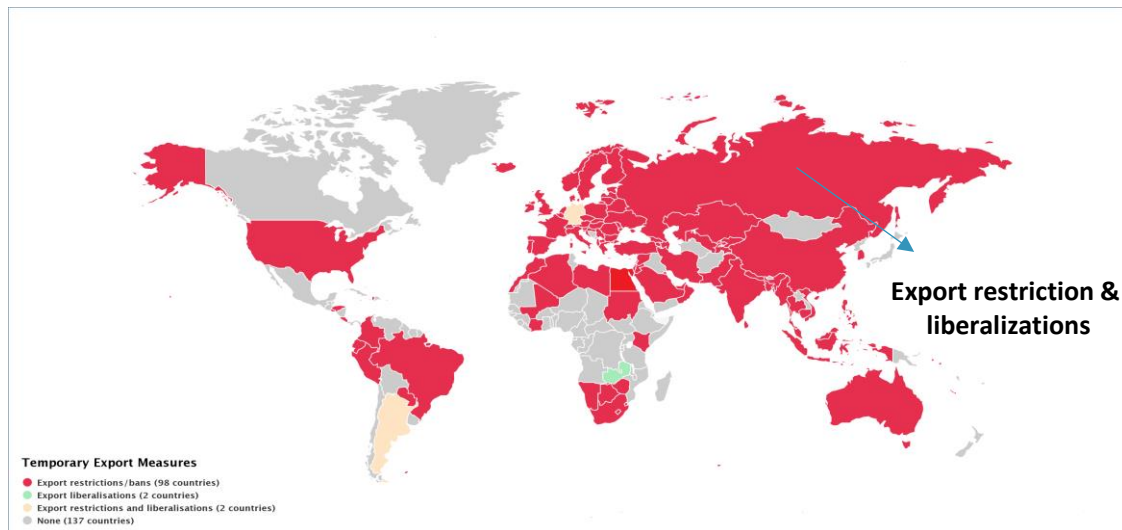 Export restriction &
liberalizations
Temporary Export Measures
Export restrictions/bans (98 countries)
Export liberalisations (2 countries)
Export restrictions and liberalisations (2 countries)
None (137 countries)